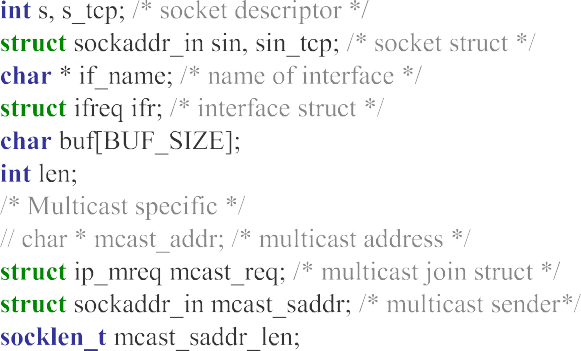 int s, s_tcp; /* socket descriptor */
struct sockaddr_in sin, sin_tcp; /* socket struct */
char * if_name; /* name of interface */
struct ifreq ifr; /* interface struct */
char buf[BUF_SIZE];
int len;
/* Multicast specific */
// char * mcast_addr; /* multicast address */
struct ip_mreq mcast_req; /* multicast join struct */
struct sockaddr_in mcast_saddr; /* multicast sender*/
socklen_t mcast_saddr_len;